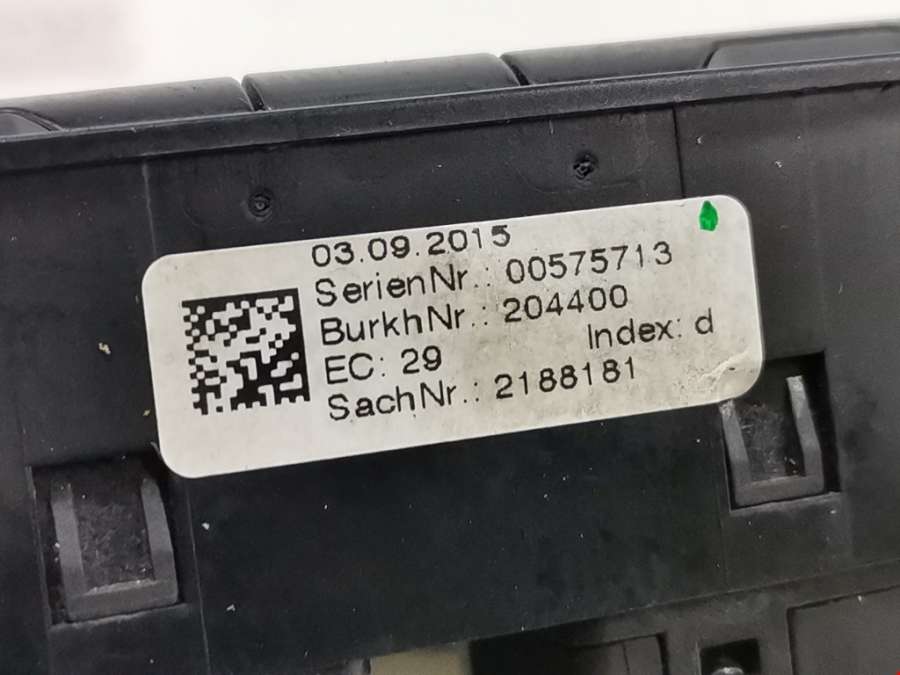 03.09.2015
SerienNr.: 00575713
BurkhNr.: 204400
EC: 29 Index: d
SachNr.: 2188181